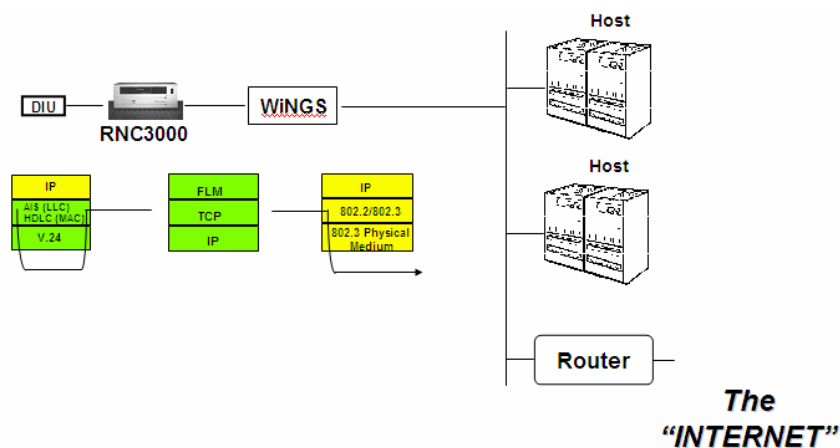 Host
DIU
RNC3000
WiNGS
Host
IP
AIS (LLC)
HDLC (MAC)
V.24
FLM
TCP
IP
IP
802.2/802.3
802.3 Physical
Medium
Router
The
“INTERNET”